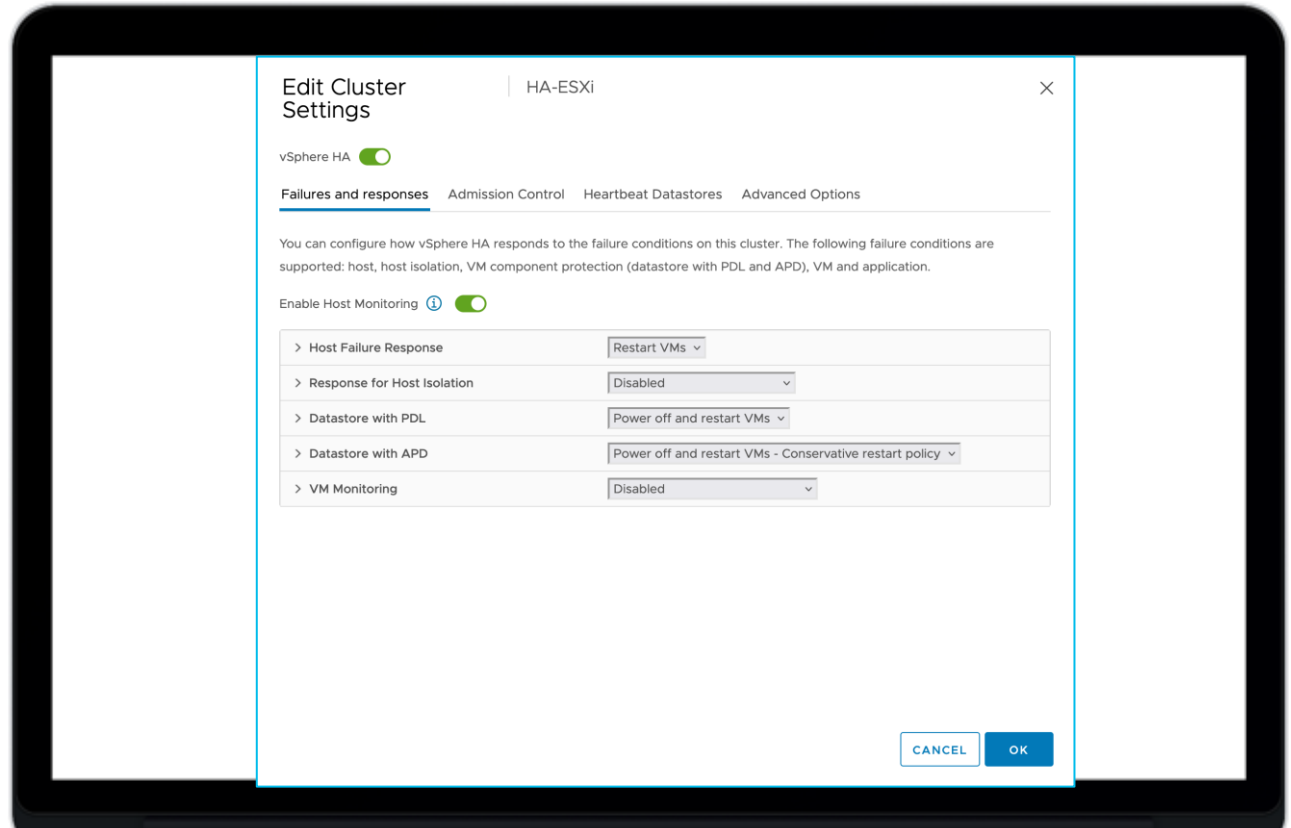 Edit Cluster
Settings
HA-ESXi
vSphere HA
Failures and responses Admission Control Heartbeat Datastores Advanced Options
You can configure how vSphere HA responds to the failure conditions on this cluster. The following failure conditions are
supported: host, host isolation, VM component protection (datastore with PDL and APD), VM and application.
Enable Host Monitoring
Host Failure Response Restart VMs
Response for Host Isolation Disabled
Datastore with PDL Power off and restart VMs
Datastore with APD Power off and restart VMs - Conservative restart policy
VM Monitoring Disabled
CANCEL OK